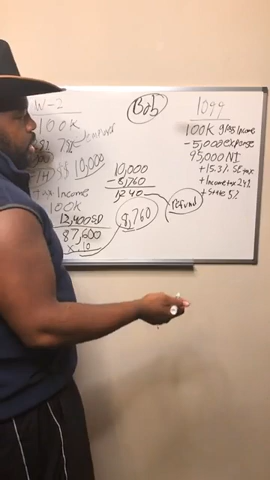 W-2
100K
7%
$$ 10,000
tax Income
100K
12,400 SD
87,600
x 10
8,760
Bob
10,000
- 8,760
1240
refund
1099
100K gross Income
- 5,000 expense
95,000 NI
+ 15.3% SE tax
+ Income tax 24%
+ State 5%